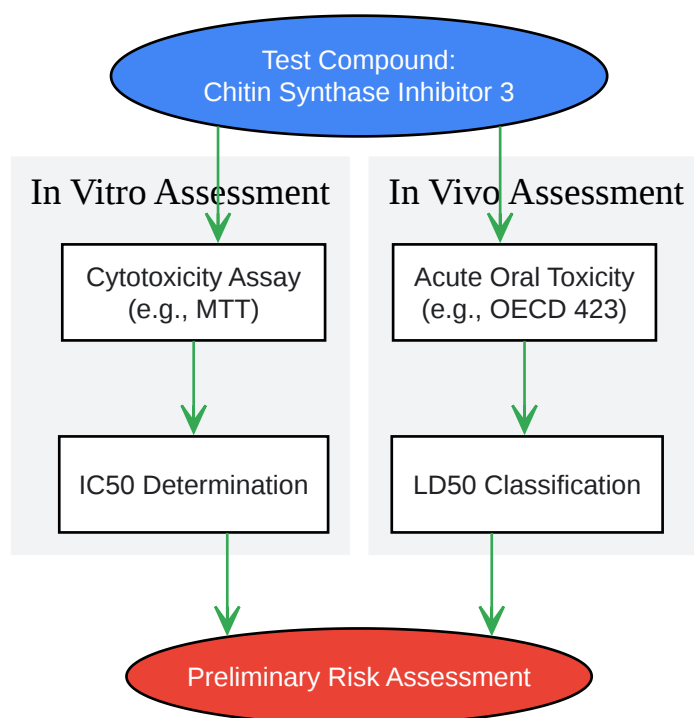 Test Compound:
Chitin Synthase Inhibitor 3
In Vitro Assessment
Cytotoxicity Assay
(e.g., MTT)
IC50 Determination
In Vivo Assessment
Acute Oral Toxicity
(e.g., OECD 423)
LD50 Classification
Preliminary Risk Assessment